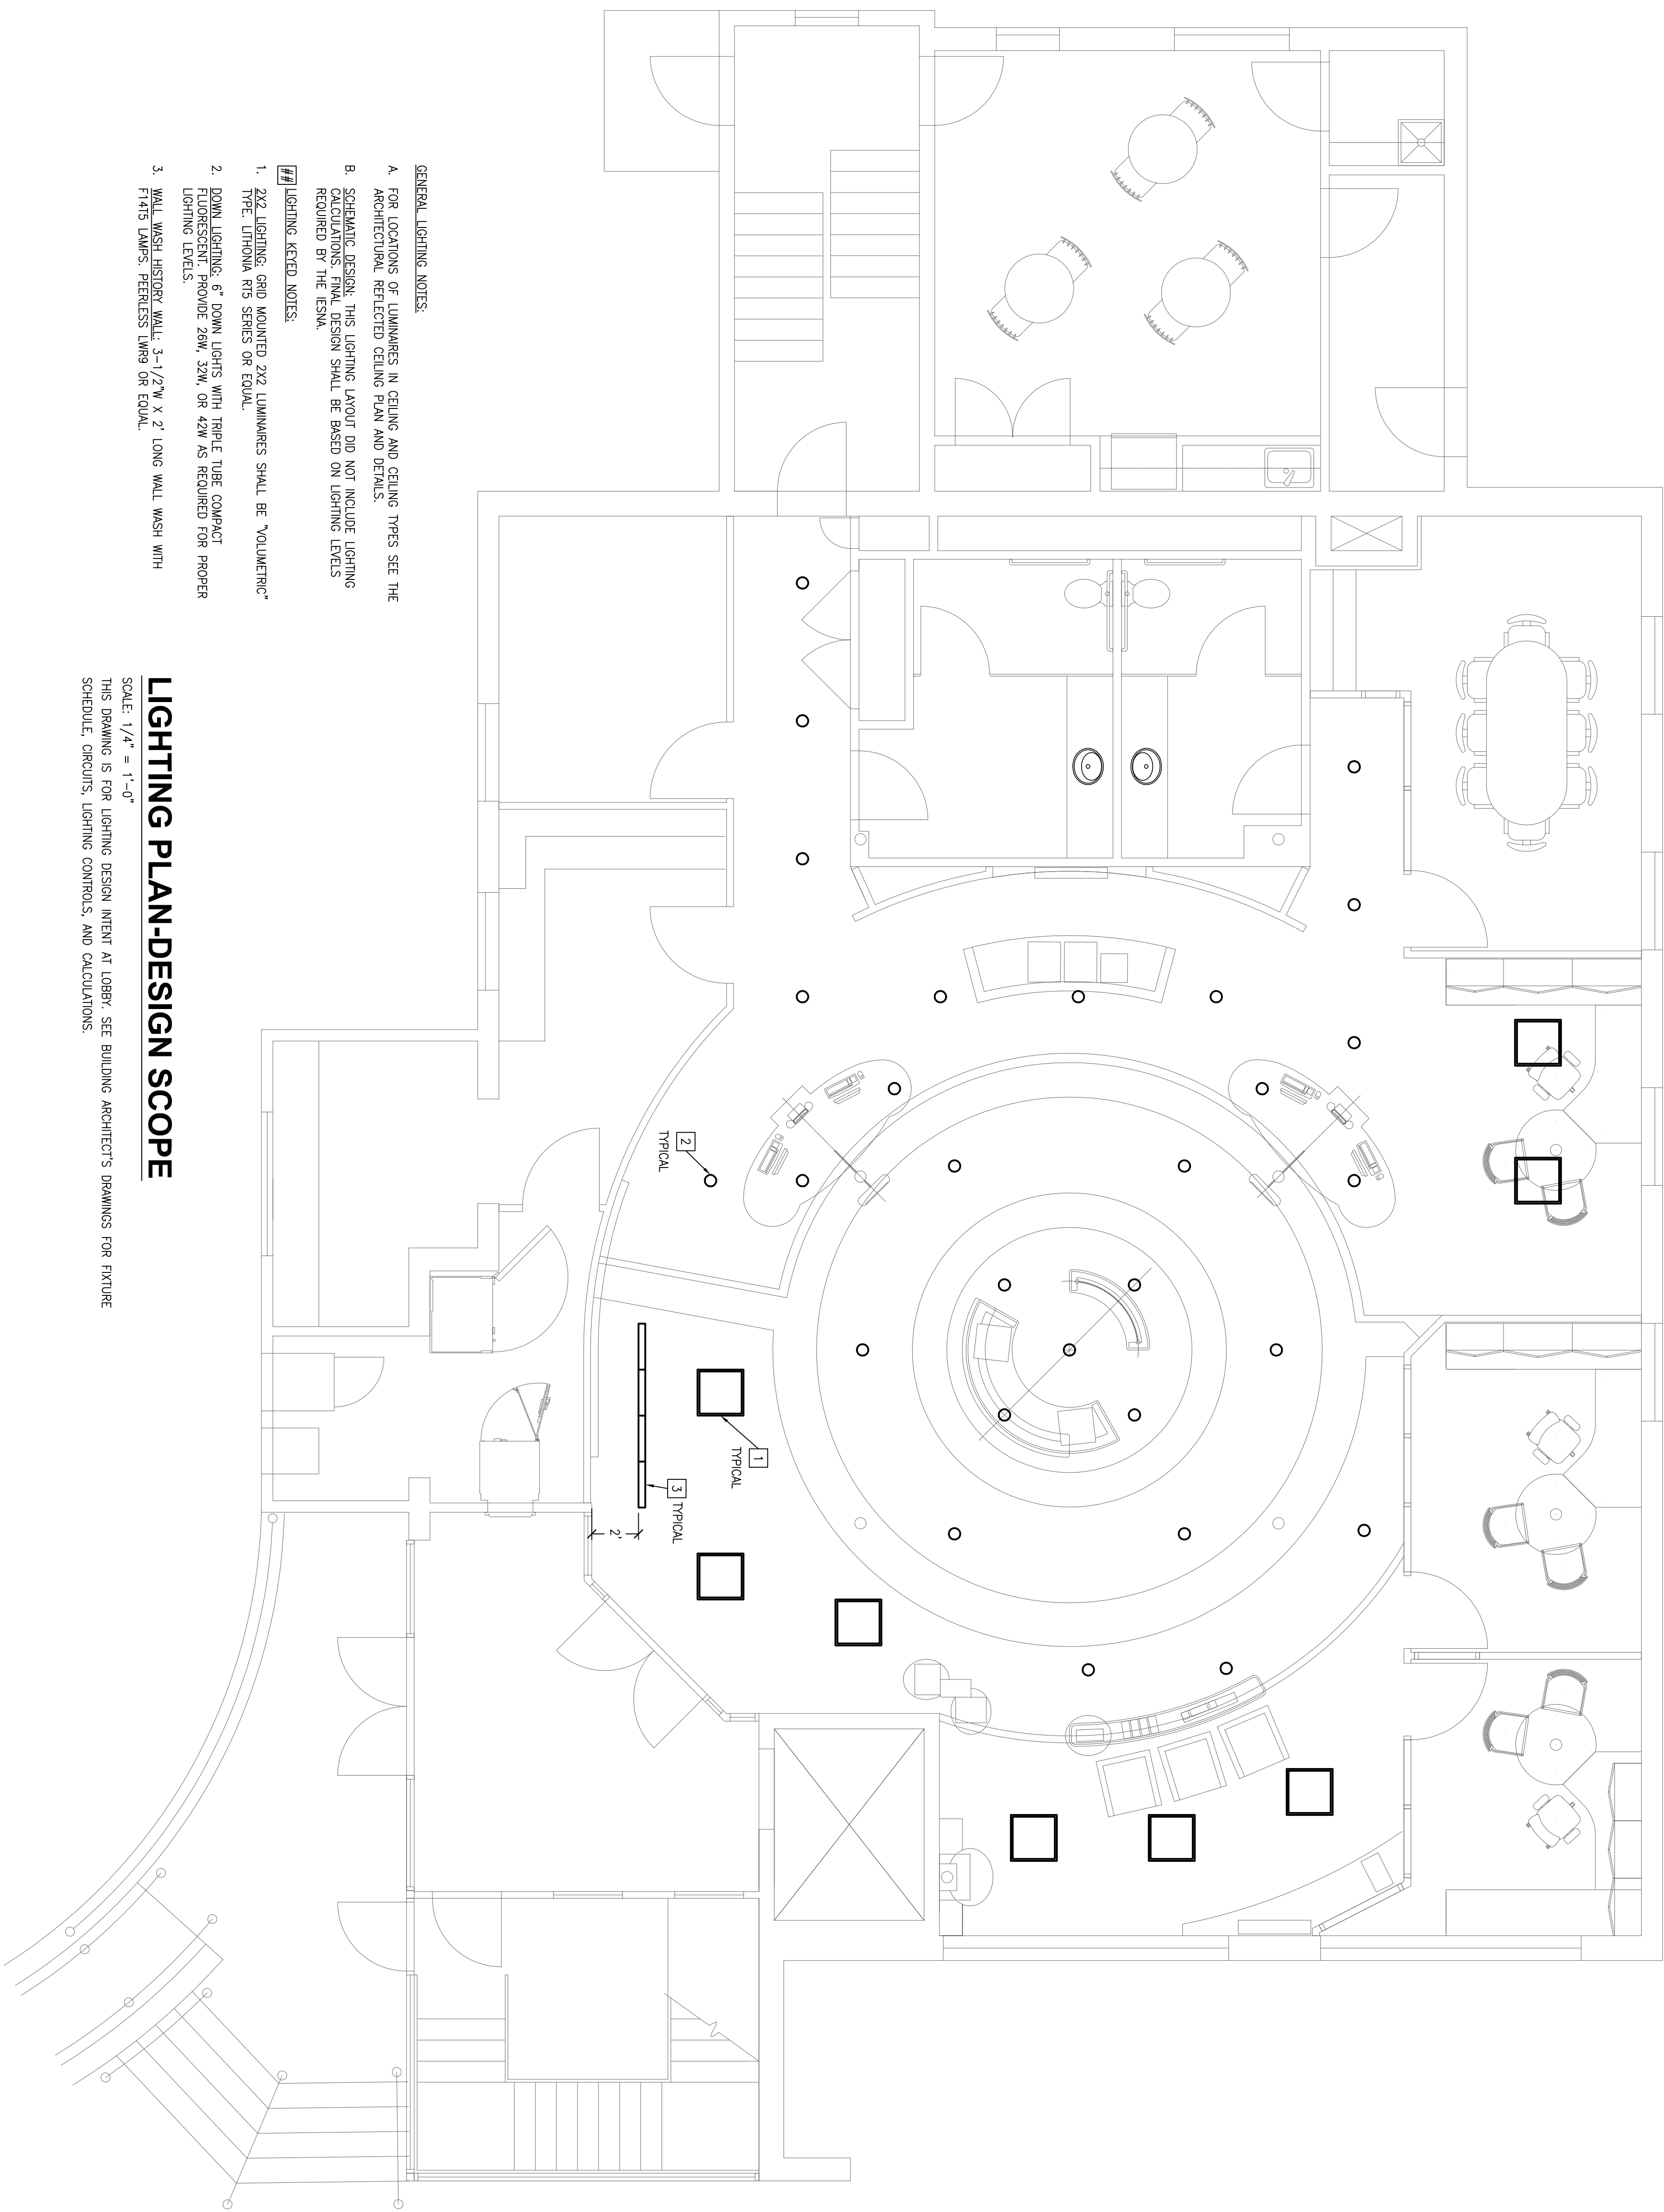 GENERAL LIGHTING NOTES:
A. FOR LOCATIONS OF LUMINAIRES IN CEILING AND CEILING TYPES SEE THE
ARCHITECTURAL REFLECTED CEILING PLAN AND DETAILS.
B. SCHEMATIC DESIGN: THIS LIGHTING LAYOUT DID NOT INCLUDE LIGHTING
CALCULATIONS. FINAL DESIGN SHALL BE BASED ON LIGHTING LEVELS
REQUIRED BY THE IESNA.
## LIGHTING KEYED NOTES:
1. 2X2 LIGHTING: GRID MOUNTED 2X2 LUMINAIRES SHALL BE "VOLUMETRIC"
TYPE. LITHONIA RT5 SERIES OR EQUAL.
2. DOWN LIGHTING: 6" DOWN LIGHTS WITH TRIPLE TUBE COMPACT
FLUORESCENT. PROVIDE 26W, 32W, OR 42W AS REQUIRED FOR PROPER
LIGHTING LEVELS.
3. WALL WASH HISTORY WALL: 3-1/2"W X 2' LONG WALL WASH WITH
F14T5 LAMPS. PEERLESS LWR9 OR EQUAL.
2
TYPICAL
1
TYPICAL
3 TYPICAL
2'
LIGHTING PLAN-DESIGN SCOPE
SCALE: 1/4" = 1'-0"
THIS DRAWING IS FOR LIGHTING DESIGN INTENT AT LOBBY. SEE BUILDING ARCHITECT'S DRAWINGS FOR FIXTURE
SCHEDULE, CIRCUITS, LIGHTING CONTROLS, AND CALCULATIONS.